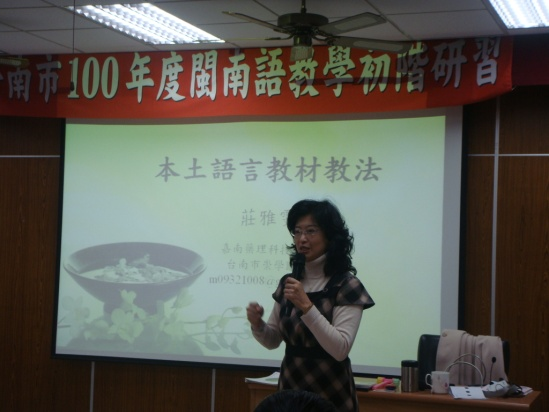 南市100年度閩南語教學初階研習
本土語言教材教法
莊雅
嘉南藥理科
台南市
m09321008@